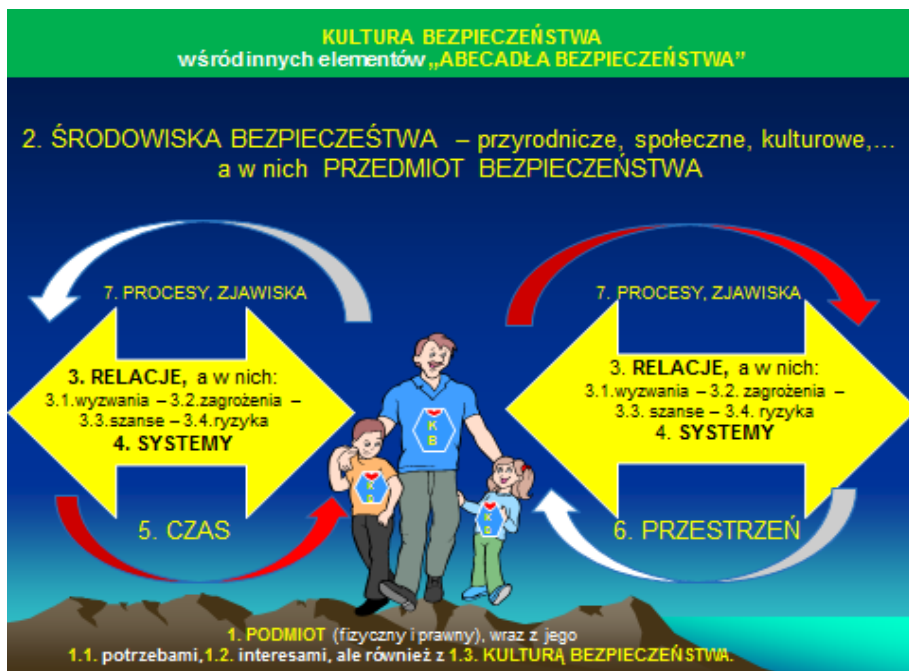 KULTURA BEZPIECZEŃSTWA
wśródinnych elementów „ABECADŁA BEZPIECZEŃSTWA”
2. ŚRODOWISKA BEZPIECZEŚTWA – przyrodnicze, społeczne, kulturowe,...
a w nich PRZEDMIOT BEZPIECZEŃSTWA
7. PROCESY, ZJAWISKA
3. RELACJE, a w nich:
3.1.wyzwania – 3.2. zagrożenia –
3.3.szanse – 3.4.ryzyka
4. SYSTEMY
5. CZAS
7. PROCESY, ZJAWISKA
3. RELACJE, a w nich:
3.1.wyzwania – 3.2. zagrożenia –
3.3. szanse – 3.4. ryzyka
4. SYSTEMY
6. PRZESTRZEŃ
K
B
K
B
K
B
1. PODMIOT (fizyczny i prawny), wraz z jego
1.1. potrzebami,1.2. interesami, ale również z 1.3. KULTURĄ BEZPIECZEŃSTWA.